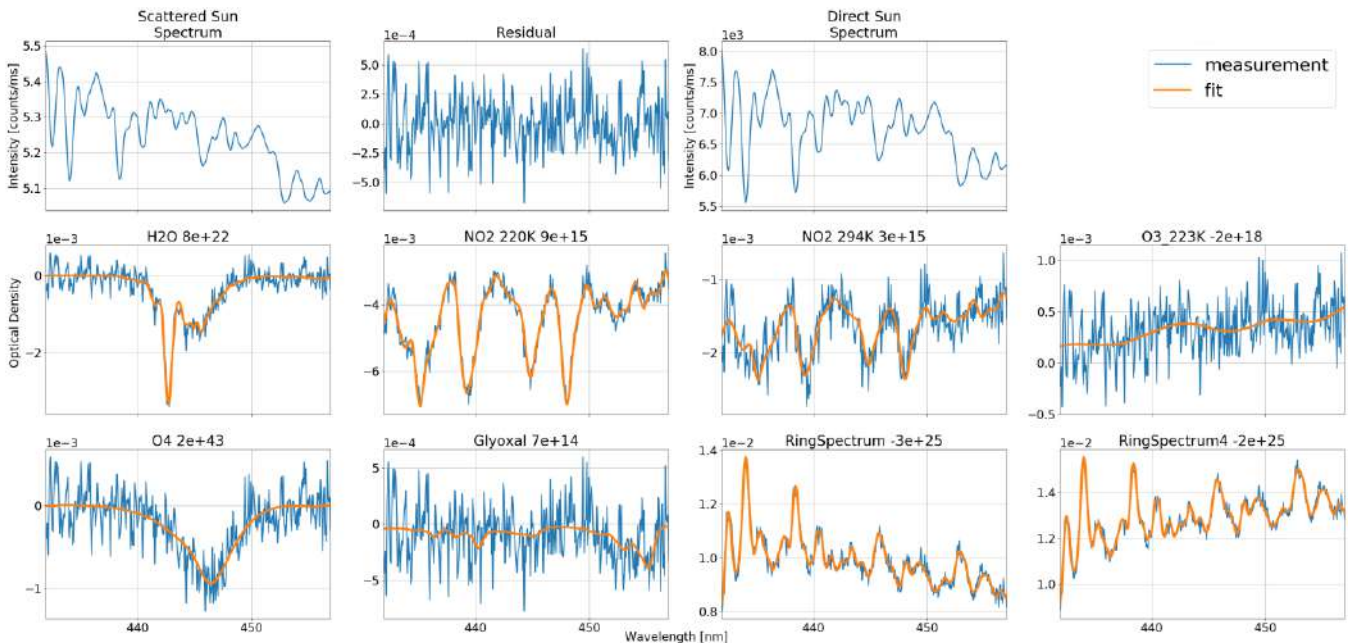 Scattered Sun
Spectrum
Residual
Direct Sun
Spectrum
measurement
fit
Intensity [counts/ms]
5.5
5.4
5.3
5.2
5.1
1e-4
5.0
2.5
0.0
−2.5
−5.0
Intensity [counts/ms]
1e3
8.0
7.5
7.0
6.5
6.0
5.5
H2O 8e+22
NO2 220K 9e+15
NO2 294K 3e+15
O3_223K -2e+18
Optical Density
1e-3
0
−2
1e-3
−4
−6
1e-3
−1
−2
1e-3
1.0
0.5
0.0
−0.5
O4 2e+43
Glyoxal 7e+14
RingSpectrum -3e+25
RingSpectrum4 -2e+25
1e-3
0
−1
1e-4
5
0
−5
1e-2
1.4
1.2
1.0
0.8
1e-2
1.4
1.2
1.0
440
450
440
450
440
450
440
450
Wavelength [nm]